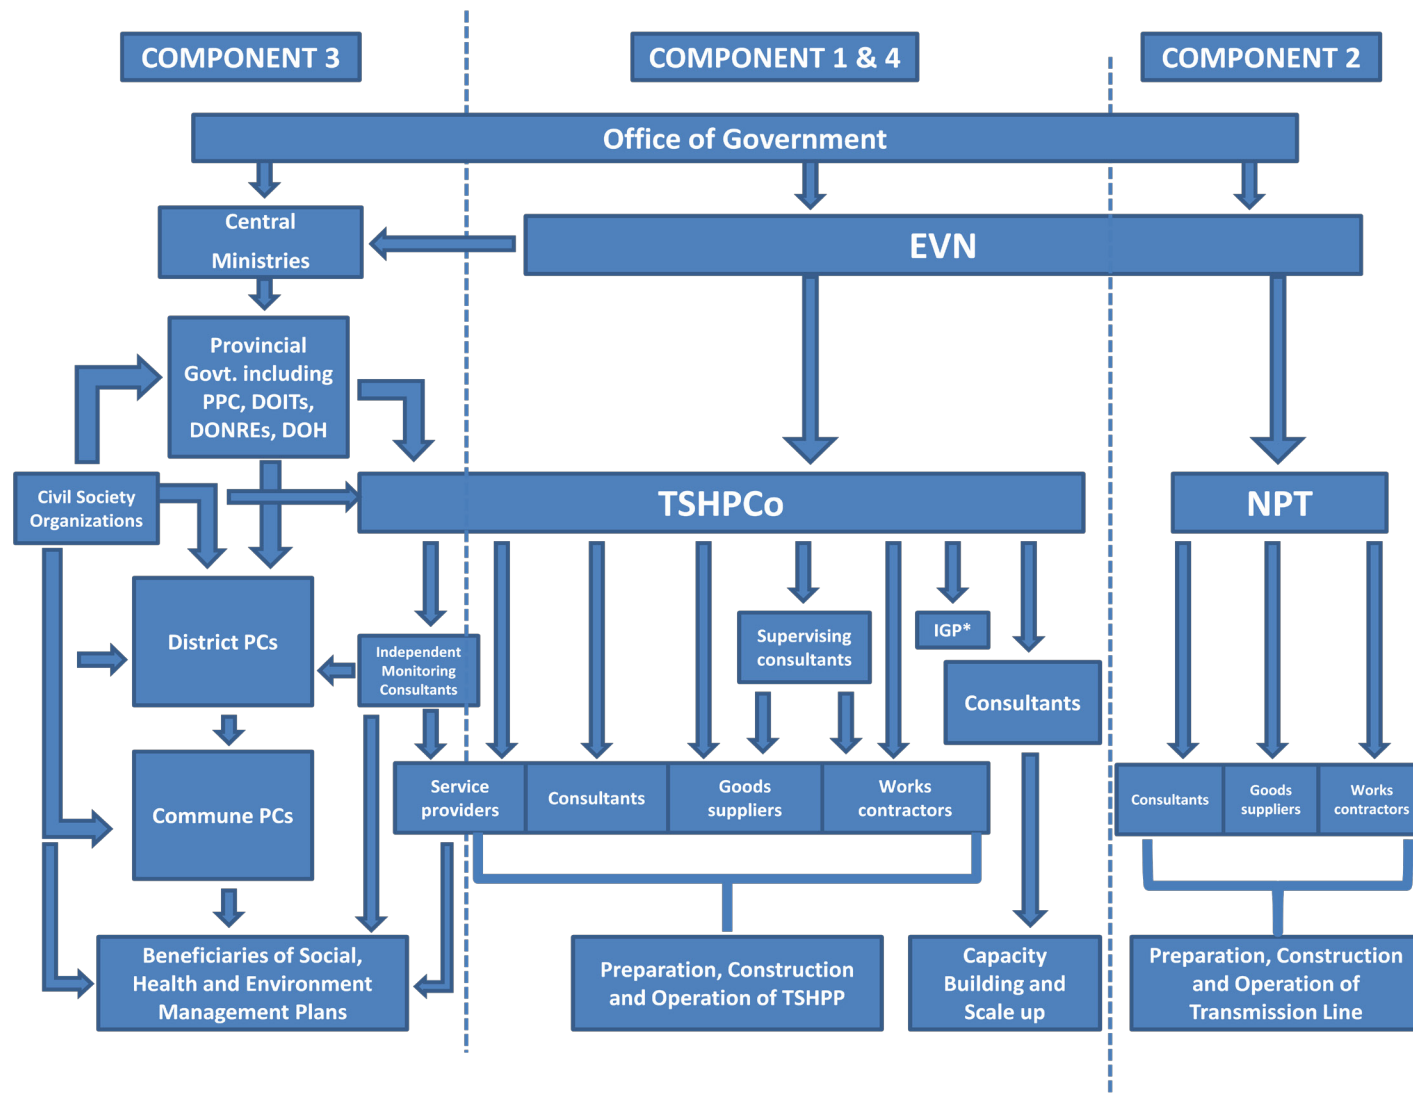 COMPONENT 3
COMPONENT 1 & 4
COMPONENT 2
Office of Government
Central
Ministries
EVN
Provincial
Govt. including
PPC, DOITs,
DONREs, DOH
Civil Society
Organizations
TSHPCo
NPT
District PCs
Independent
Monitoring
Consultants
Supervising
consultants
IGP*
Consultants
Commune PCs
Service
providers
Consultants
Goods
suppliers
Works
contractors
Consultants
Goods
suppliers
Works
contractors
Beneficiaries of Social,
Health and Environment
Management Plans
Preparation, Construction
and Operation of TSHPP
Capacity
Building and
Scale up
Preparation, Construction
and Operation of
Transmission Line